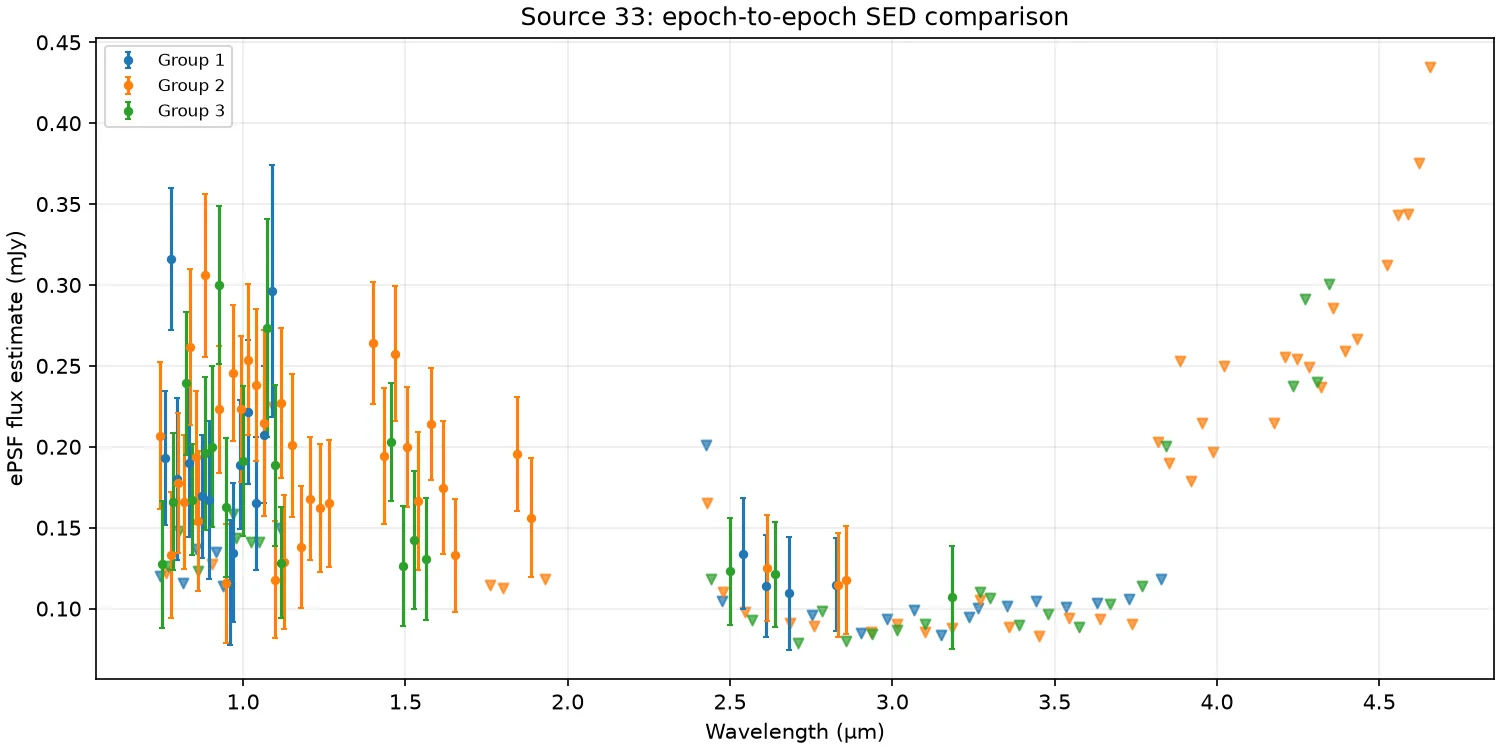 Source 33: epoch-to-epoch SED comparison
Group 1
Group 2
Group 3
ePSF flux estimate (mJy)
0.45
0.40
0.35
0.30
0.25
0.20
0.15
0.10
1.0 1.5 2.0 2.5 3.0 3.5 4.0 4.5
Wavelength (μm)